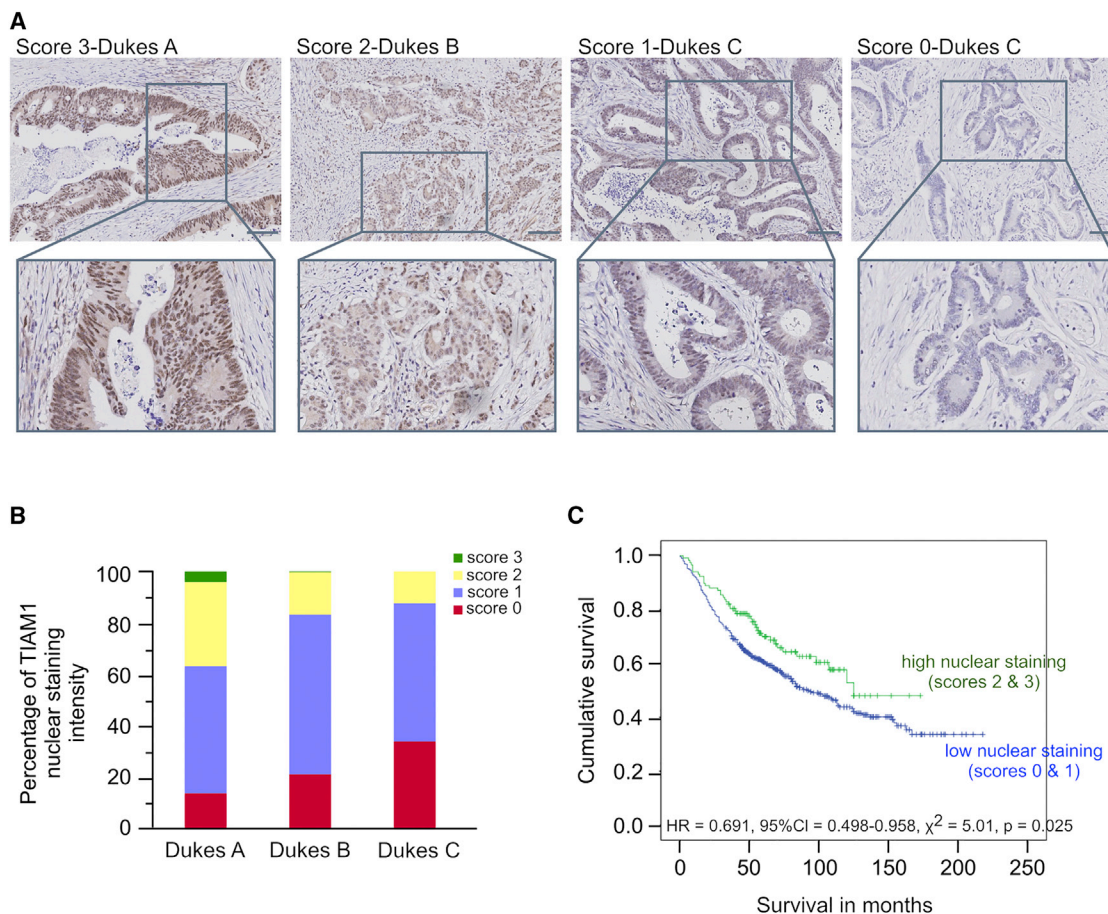 A
Score 3-Dukes A
Score 2-Dukes B
Score 1-Dukes C
Score 0-Dukes C
B
Percentage of TIAM1
nuclear staining
intensity
100
80
60
40
20
0
Dukes A
Dukes B
Dukes C
score 3
score 2
score 1
score 0
C
Cumulative survival
1.0
0.8
0.6
0.4
0.2
0.0
high nuclear staining
(scores 2 & 3)
low nuclear staining
(scores 0 & 1)
HR = 0.691, 95%CI = 0.498-0.958, χ² = 5.01, p = 0.025
0 50 100 150 200 250
Survival in months